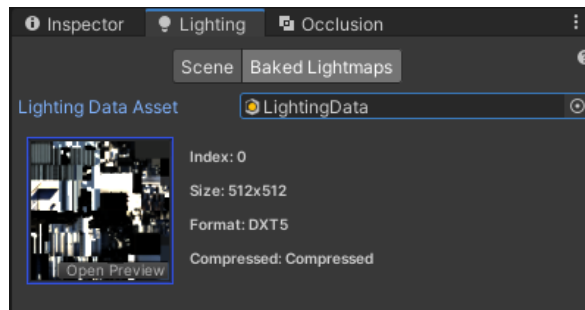 Inspector Lighting Occlusion
Scene Baked Lightmaps
Lighting Data Asset LightingData
Index: 0
Size: 512x512
Format: DXT5
Compressed: Compressed
Open Preview